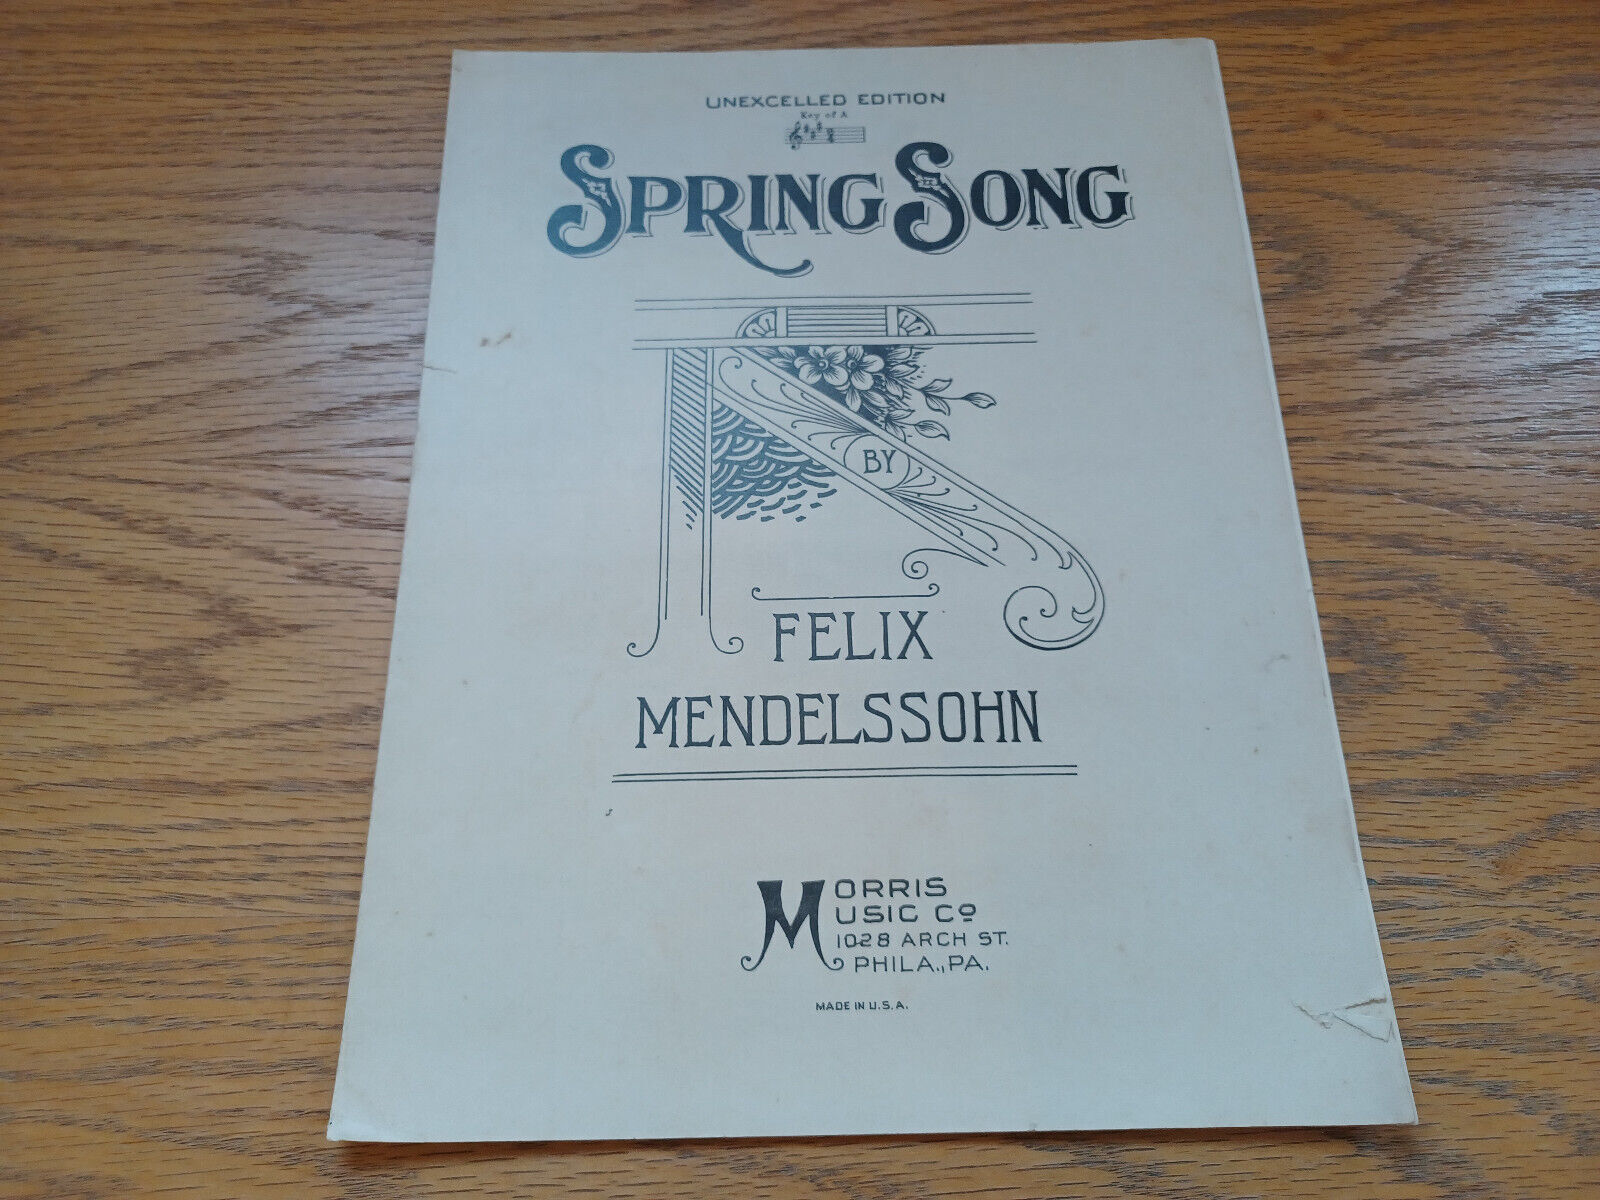 UNEXCELLED EDITION
Key of A
SPRING SONG
BY
FELIX
MENDELSSOHN
MORRIS
MUSIC CO
1028 ARCH ST.
PHILA., PA.
MADE IN U.S.A.